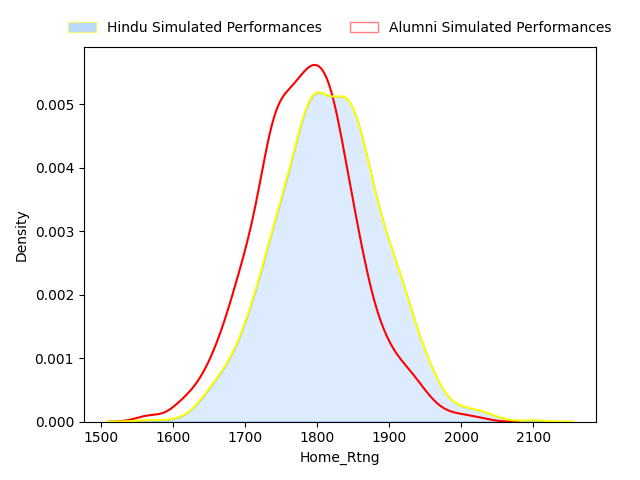 Hindu Simulated Performances Alumni Simulated Performances
0.005
0.004
0.003
0.002
0.001
0.000
Density
1500 1600 1700 1800 1900 2000 2100
Home_Rtng